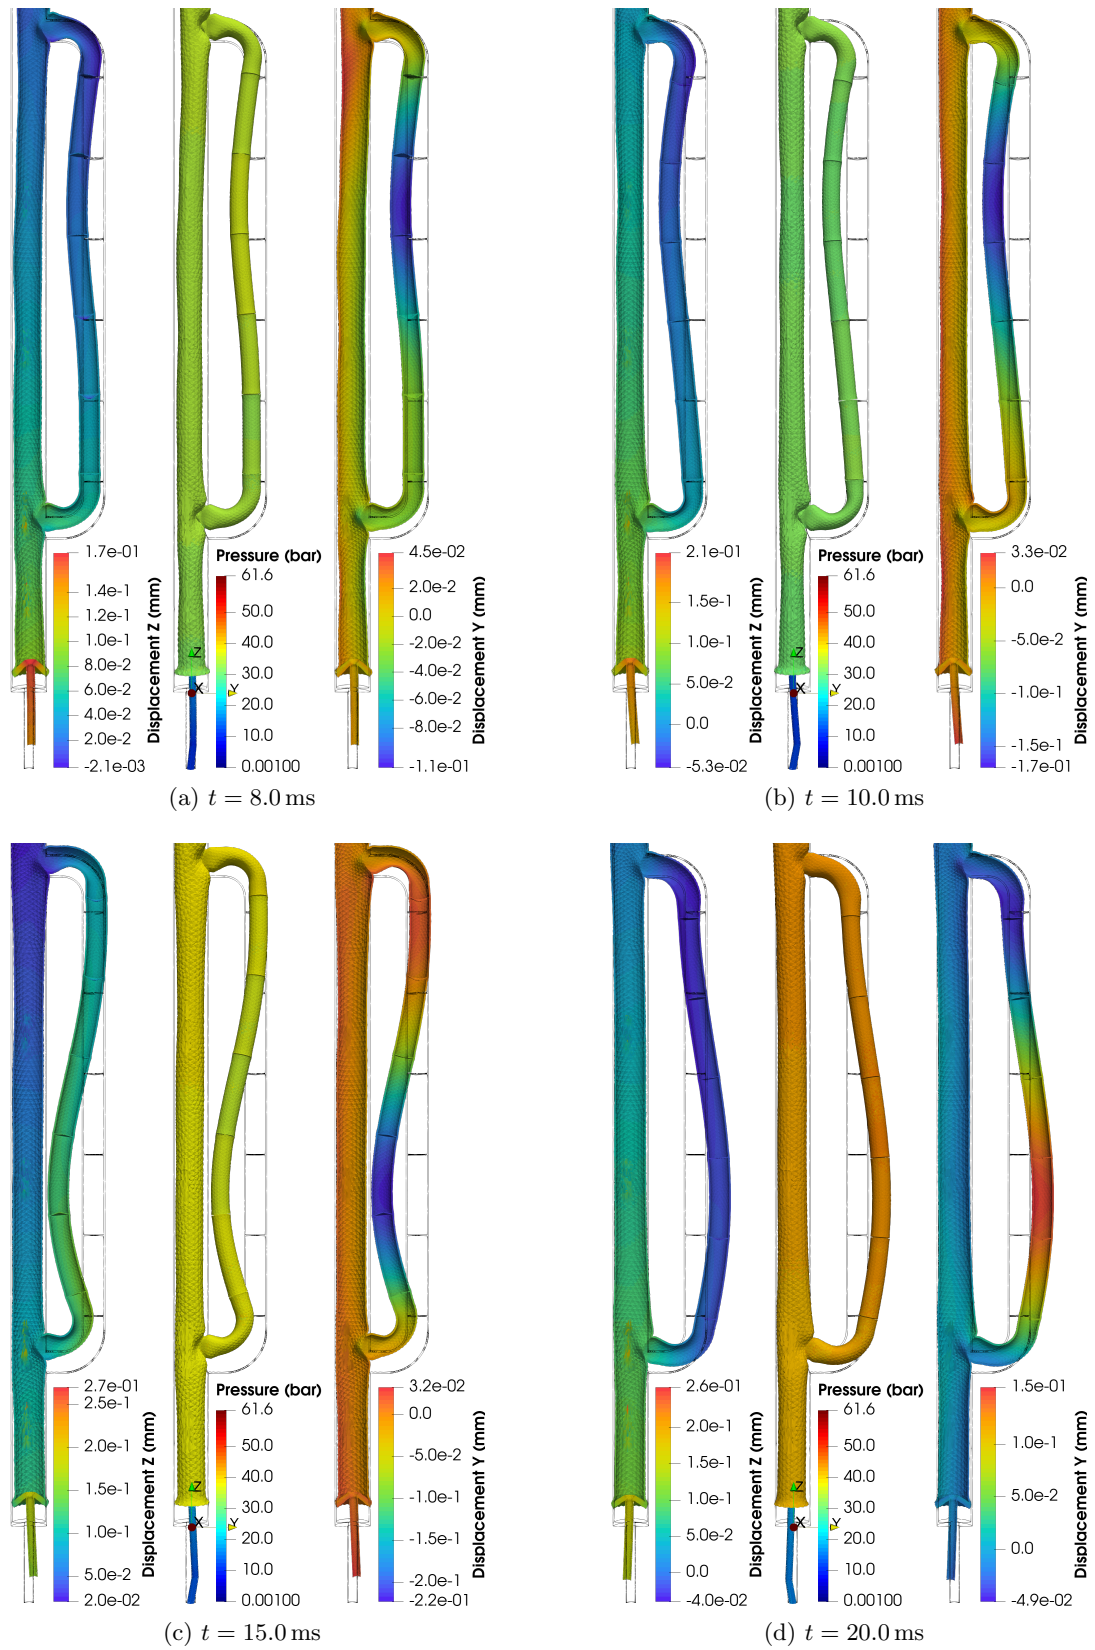 1.7e-01
1.4e-1
1.2e-1
1.0e-1
8.0e-2
6.0e-2
4.0e-2
2.0e-2
-2.1e-03
Displacement Z (mm)
Pressure (bar)
61.6
50.0
40.0
30.0
20.0
10.0
0.00100
Z
X
Y
4.5e-02
2.0e-2
0.0
-2.0e-2
-4.0e-2
-6.0e-2
-8.0e-2
-1.1e-01
Displacement Y (mm)
(a) t = 8.0 ms
2.1e-01
1.5e-1
1.0e-1
5.0e-2
0.0
-5.3e-02
Displacement Z (mm)
Pressure (bar)
61.6
50.0
40.0
30.0
20.0
10.0
0.00100
Z
X
Y
3.3e-02
0.0
-5.0e-2
-1.0e-1
-1.5e-1
-1.7e-01
Displacement Y (mm)
(b) t = 10.0 ms
2.7e-01
2.5e-1
2.0e-1
1.5e-1
1.0e-1
5.0e-2
2.0e-02
Displacement Z (mm)
Pressure (bar)
61.6
50.0
40.0
30.0
20.0
10.0
0.00100
Z
X
Y
3.2e-02
0.0
-5.0e-2
-1.0e-1
-1.5e-1
-2.0e-1
-2.2e-01
Displacement Y (mm)
(c) t = 15.0 ms
2.6e-01
2.0e-1
1.5e-1
1.0e-1
5.0e-2
0.0
-4.0e-02
Displacement Z (mm)
Pressure (bar)
61.6
50.0
40.0
30.0
20.0
10.0
0.00100
Z
X
Y
1.5e-01
1.0e-1
5.0e-2
0.0
-4.9e-02
Displacement Y (mm)
(d) t = 20.0 ms